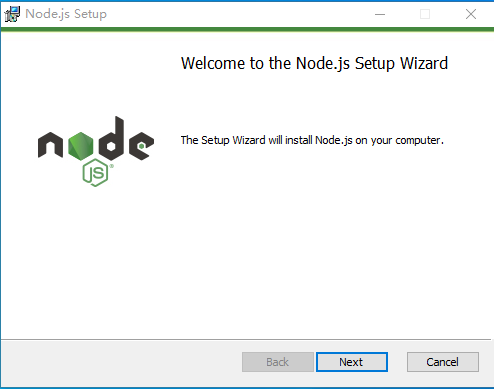 Node.js Setup
Welcome to the Node.js Setup Wizard
The Setup Wizard will install Node.js on your computer.
node
JS®
Back
Next
Cancel